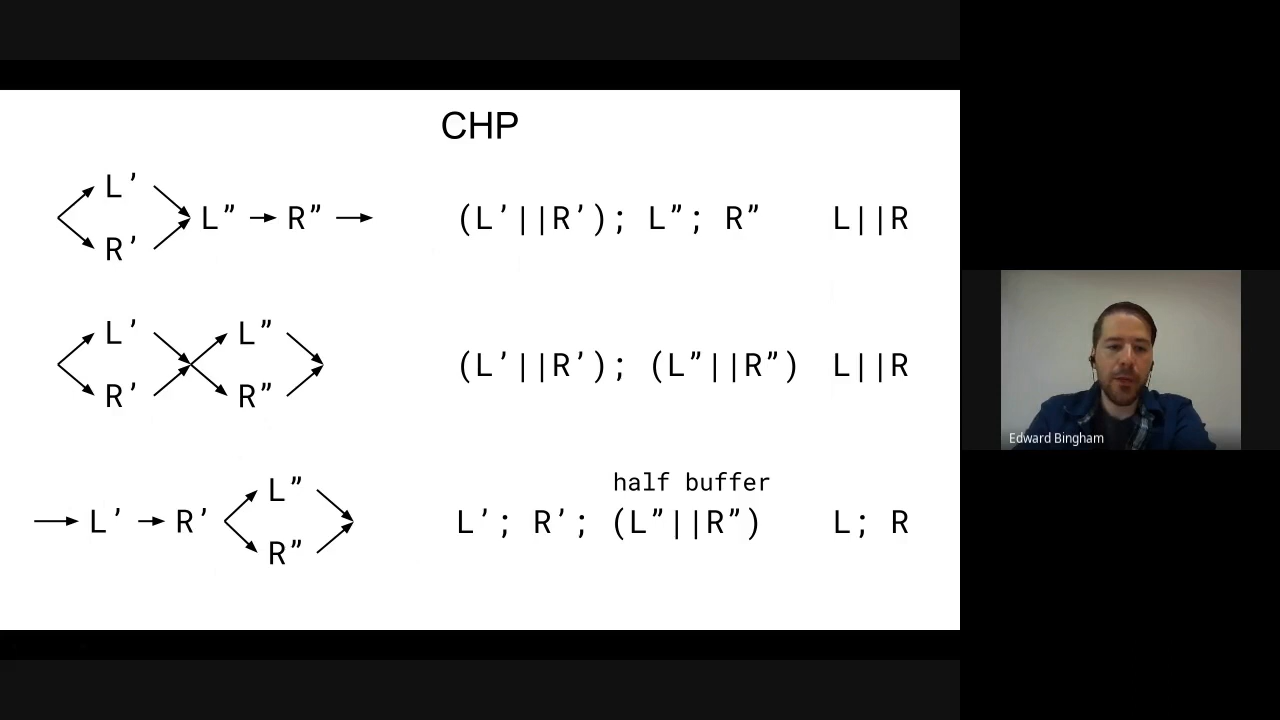 CHP
L’
R’
L” R”
(L’||R’); L”; R” L||R
L’ L”
R’ R”
(L’||R’); (L”||R”) L||R
Edward Bingham
half buffer
L”
L’ R’
R”
L’; R’; (L”||R”) L; R